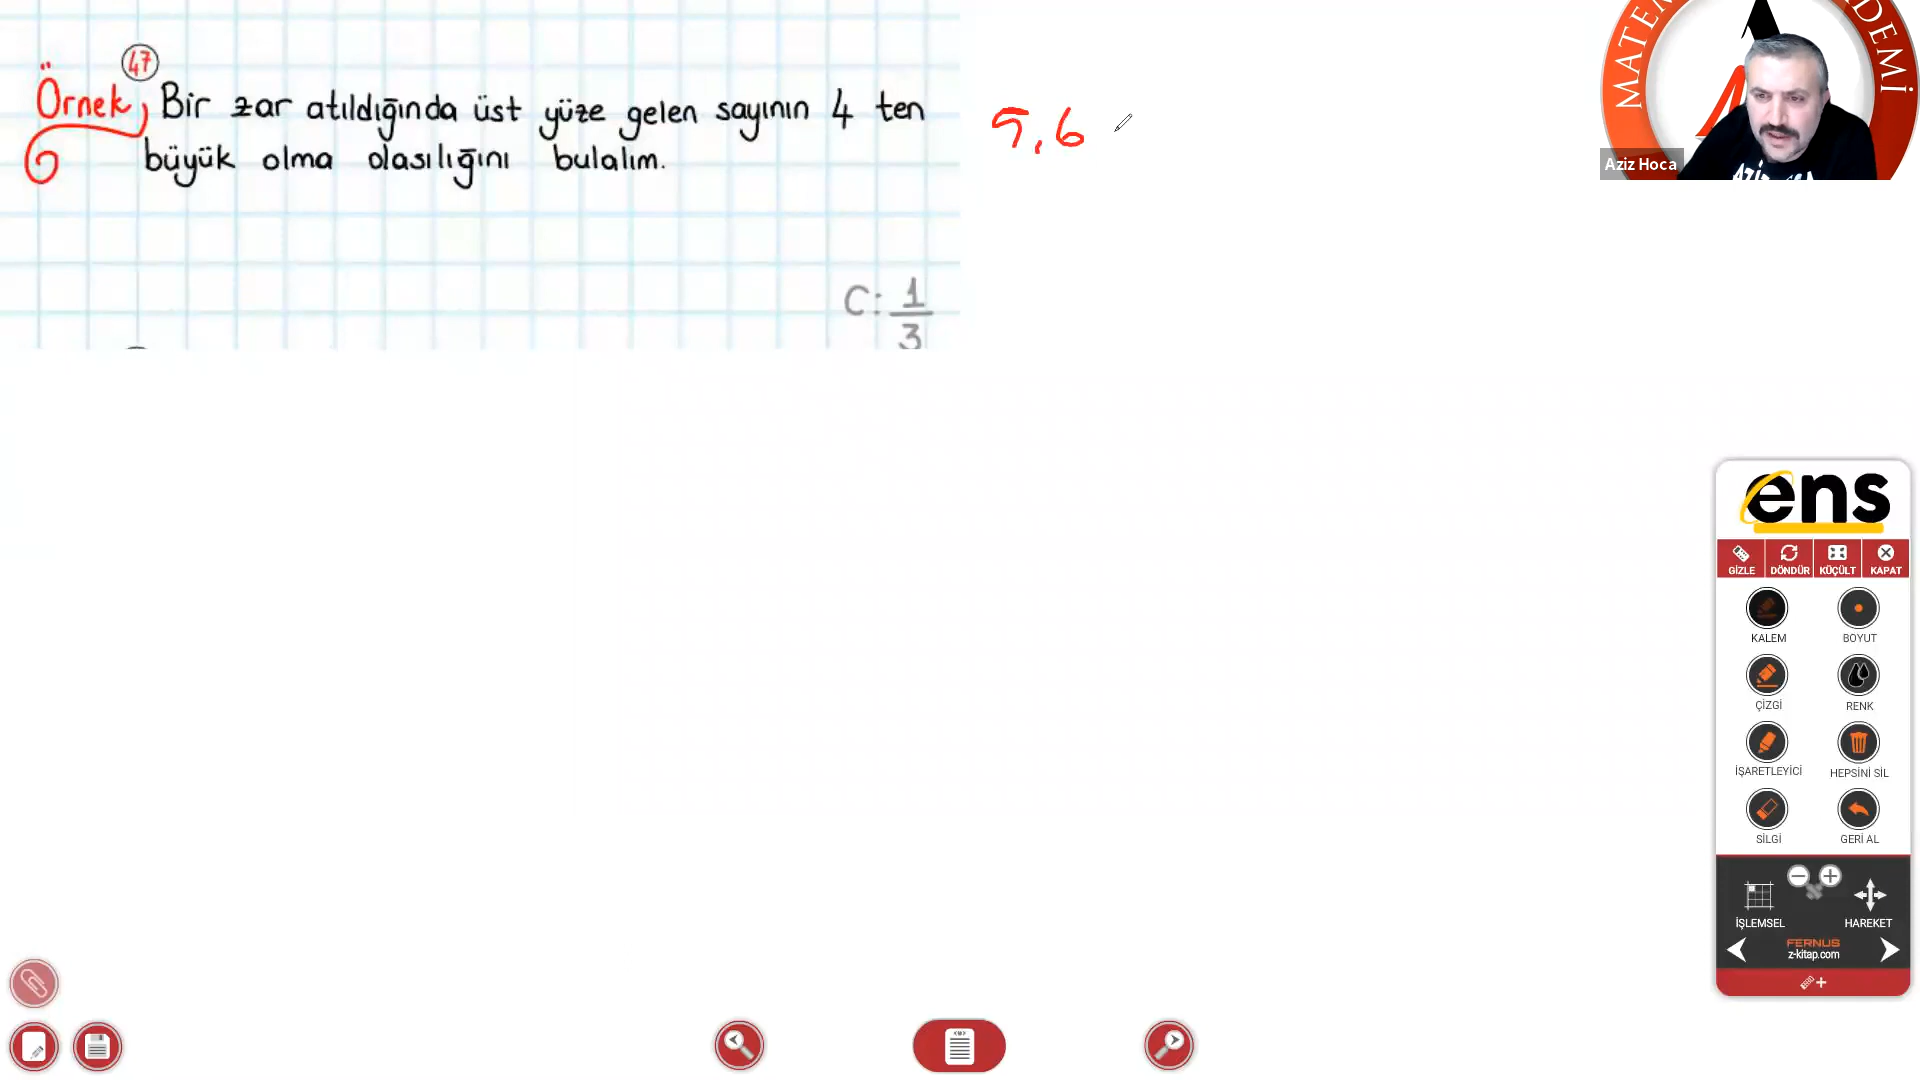 47
Örnek, Bir zar atıldığında üst yüze gelen sayının 4 ten
büyük olma olasılığını bulalım.
C: 1/3
5,6
MATEM
DEMİ
Aziz Hoca
ens
GİZLE DÖNDÜR KÜÇÜLT KAPAT
KALEM BOYUT
ÇİZGİ RENK
İŞARETLEYİCİ HEPSİNİ SİL
SİLGİ GERİ AL
İŞLEMSEL HAREKET
FERNUS
z-kitap.com